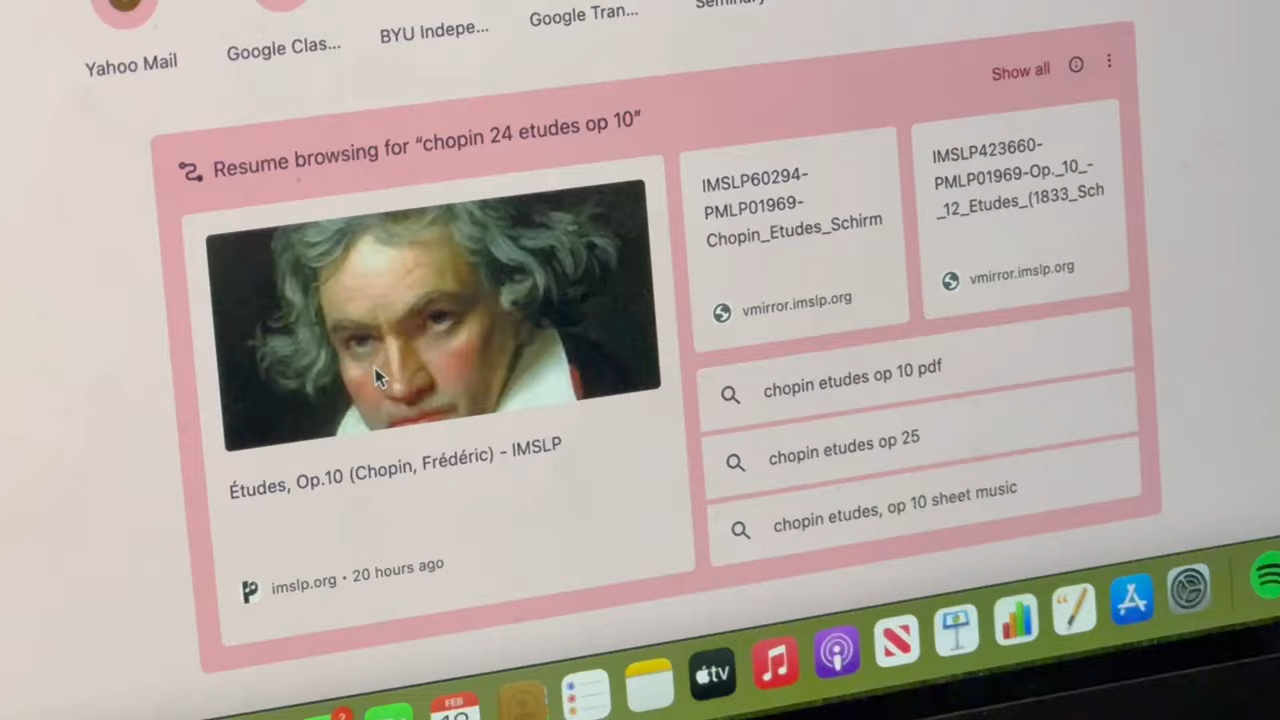 Yahoo Mail
Google Clas...
BYU Indepe...
Google Tran...
Show all
Resume browsing for “chopin 24 etudes op 10”
Études, Op.10 (Chopin, Frédéric) - IMSLP
imslp.org • 20 hours ago
IMSLP60294-
PMLP01969-
Chopin_Etudes_Schirm
vmirror.imslp.org
IMSLP423660-
PMLP01969-Op._10_-
_12_Etudes_(1833_Sch
vmirror.imslp.org
chopin etudes op 10 pdf
chopin etudes op 25
chopin etudes, op 10 sheet music
2
FEB
tv